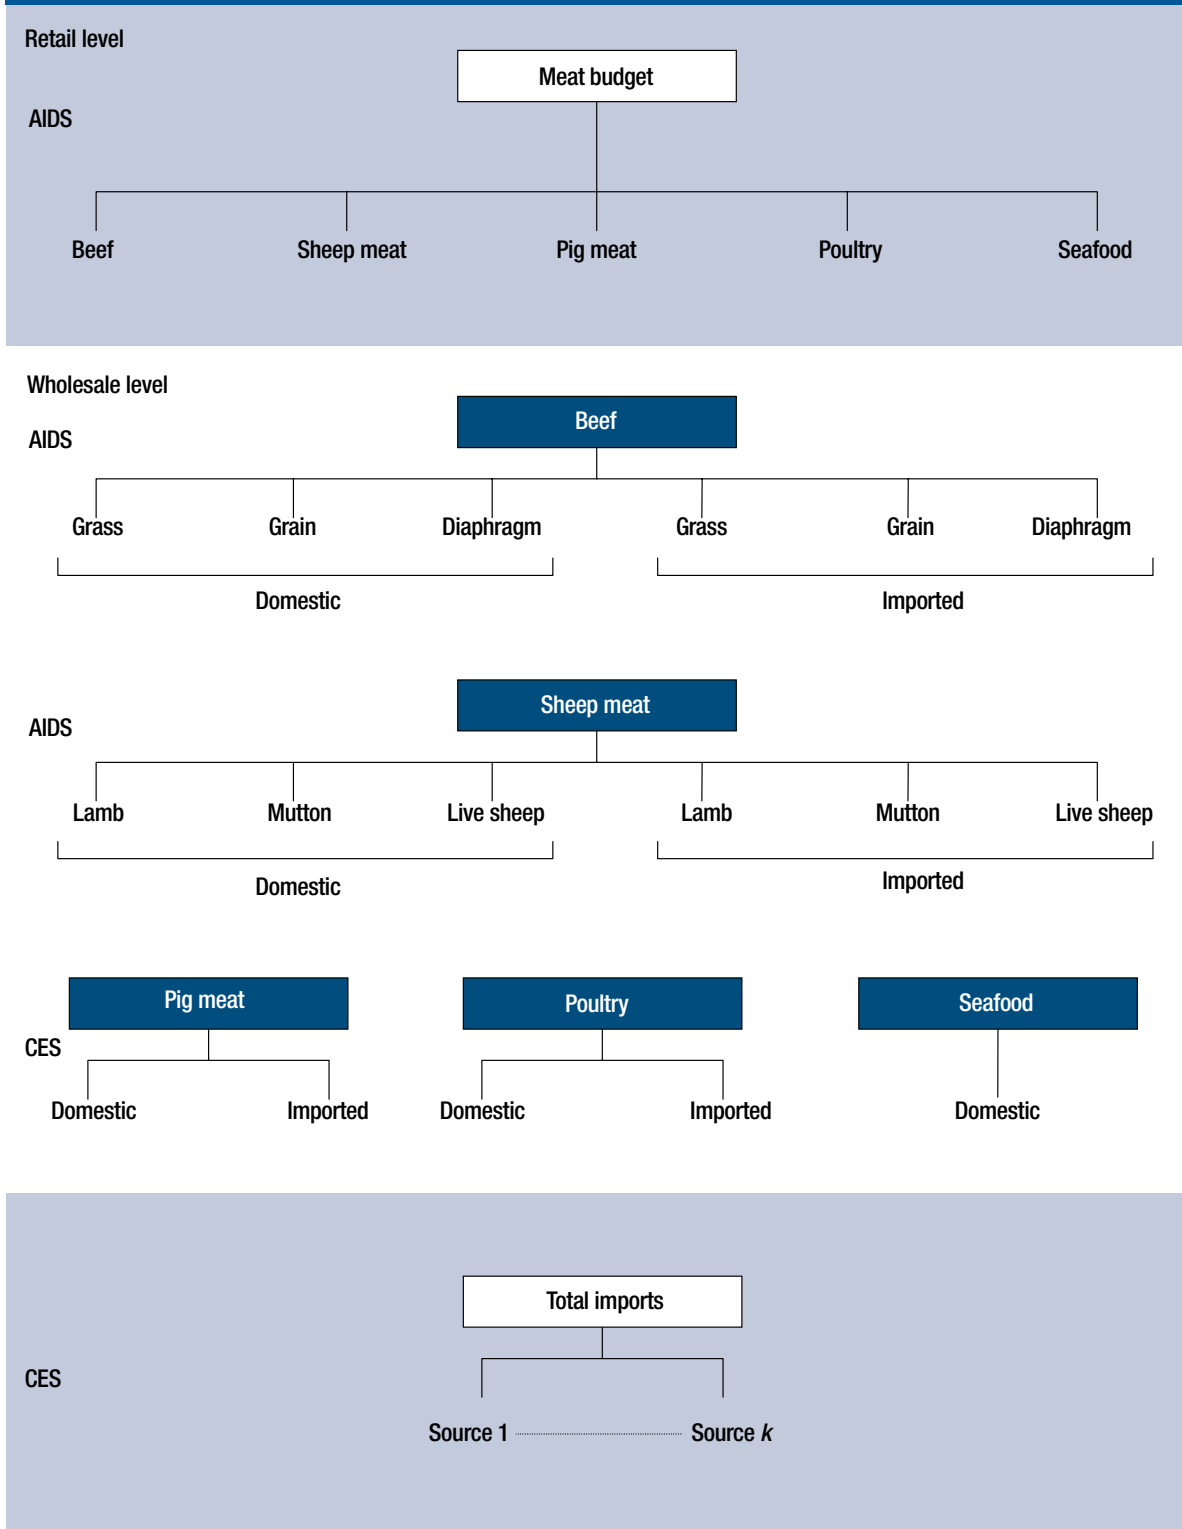 Retail level
Meat budget
AIDS
Beef Sheep meat Pig meat Poultry Seafood
Wholesale level
Beef
AIDS
Grass Grain Diaphragm Grass Grain Diaphragm
Domestic Imported
Sheep meat
AIDS
Lamb Mutton Live sheep Lamb Mutton Live sheep
Domestic Imported
Pig meat Poultry Seafood
CES
Domestic Imported Domestic Imported Domestic
Total imports
CES
Source 1 Source k